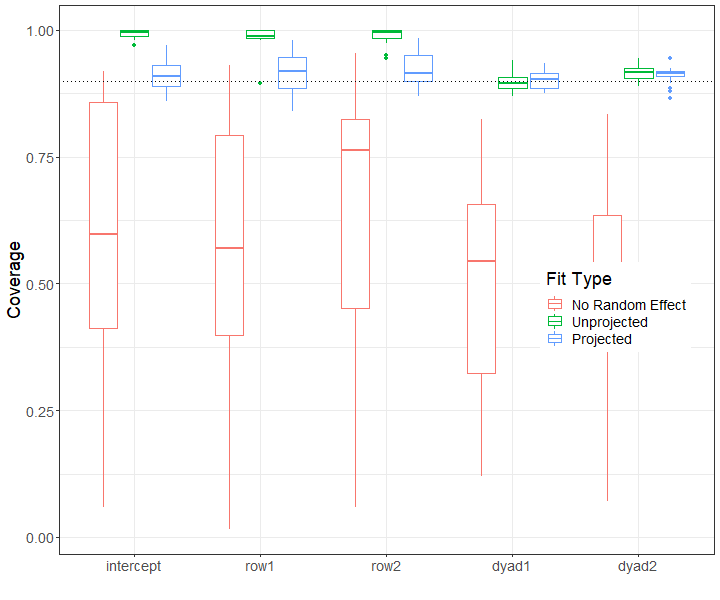 1.00
0.75
0.50
0.25
0.00
Coverage
Fit Type
No Random Effect
Unprojected
Projected
intercept row1 row2 dyad1 dyad2